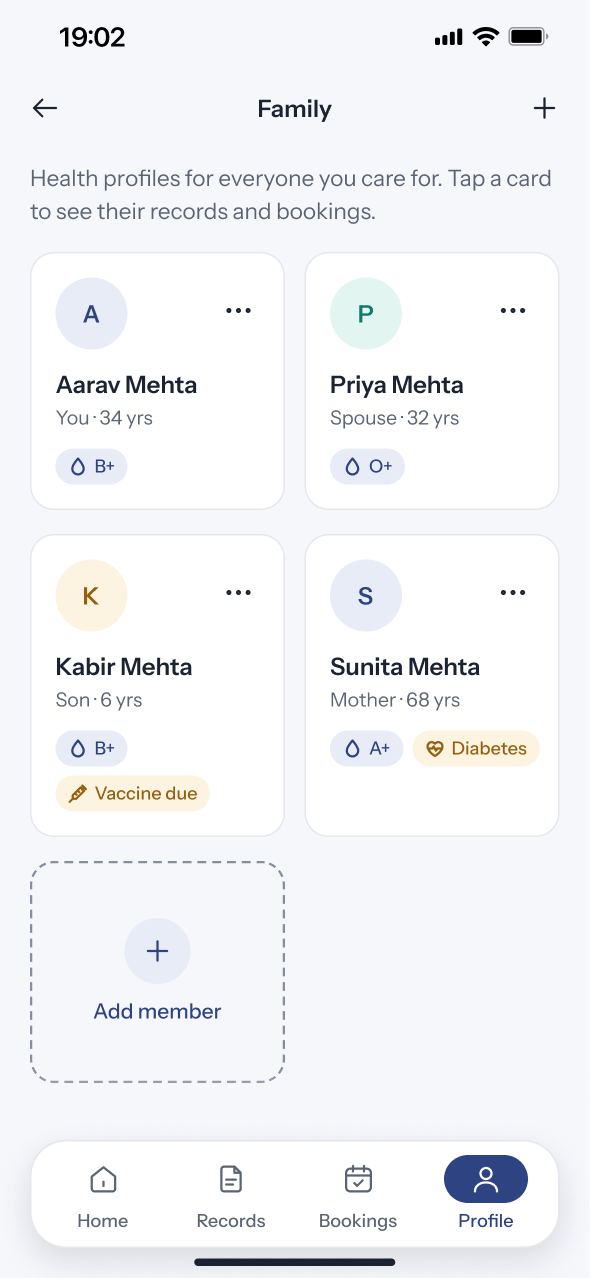 19:02
Family
Health profiles for everyone you care for. Tap a card
to see their records and bookings.
A
Aarav Mehta
You · 34 yrs
B+
P
Priya Mehta
Spouse · 32 yrs
O+
K
Kabir Mehta
Son · 6 yrs
B+
Vaccine due
S
Sunita Mehta
Mother · 68 yrs
A+
Diabetes
Add member
Home
Records
Bookings
Profile